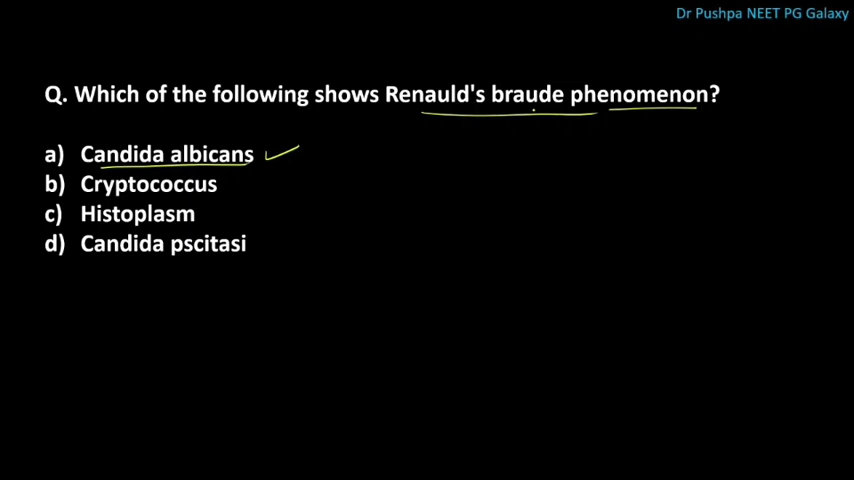 Dr Pushpa NEET PG Galaxy
Q. Which of the following shows Renauld's braude phenomenon?
a) Candida albicans
b) Cryptococcus
c) Histoplasm
d) Candida pscitasi